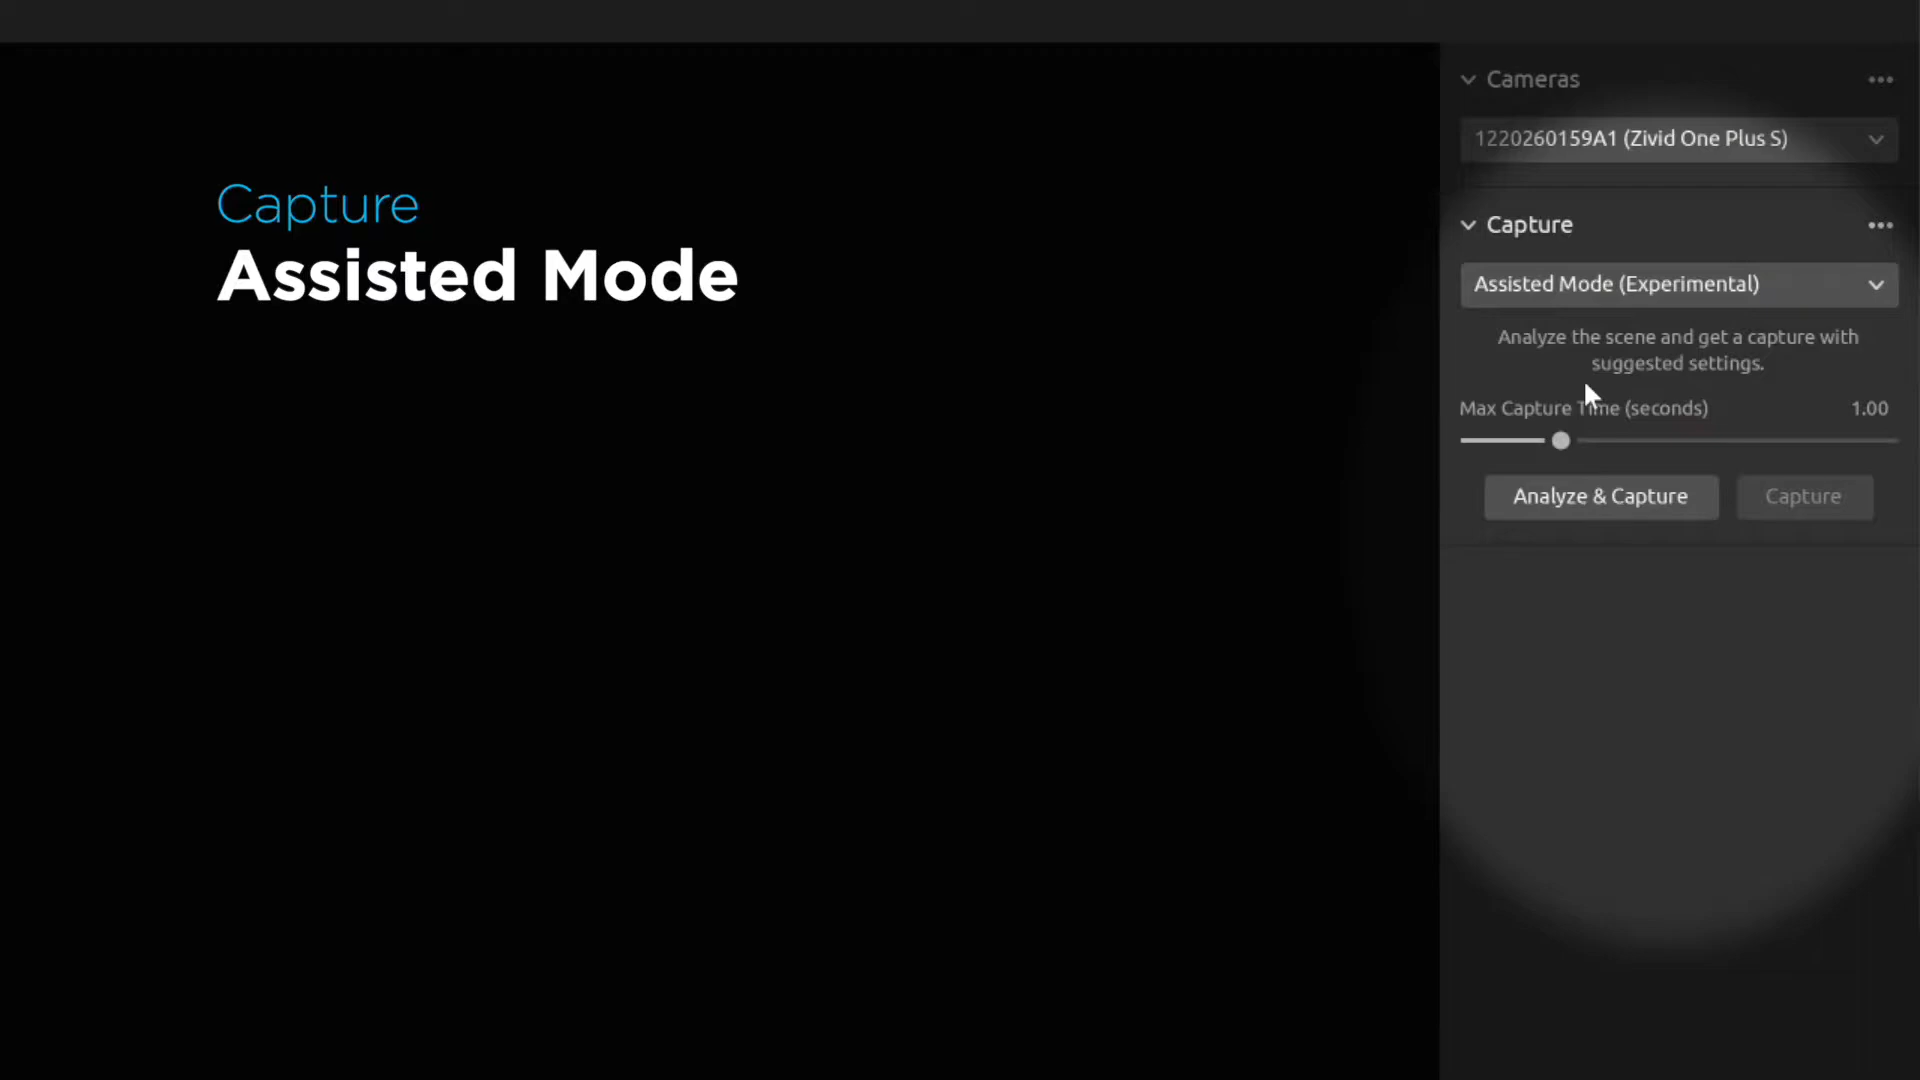 Capture
Assisted Mode
Cameras
1220260159A1 (Zivid One Plus S)
Capture
Assisted Mode (Experimental)
Analyze the scene and get a capture with
suggested settings.
Max Capture Time (seconds) 1.00
Analyze & Capture Capture